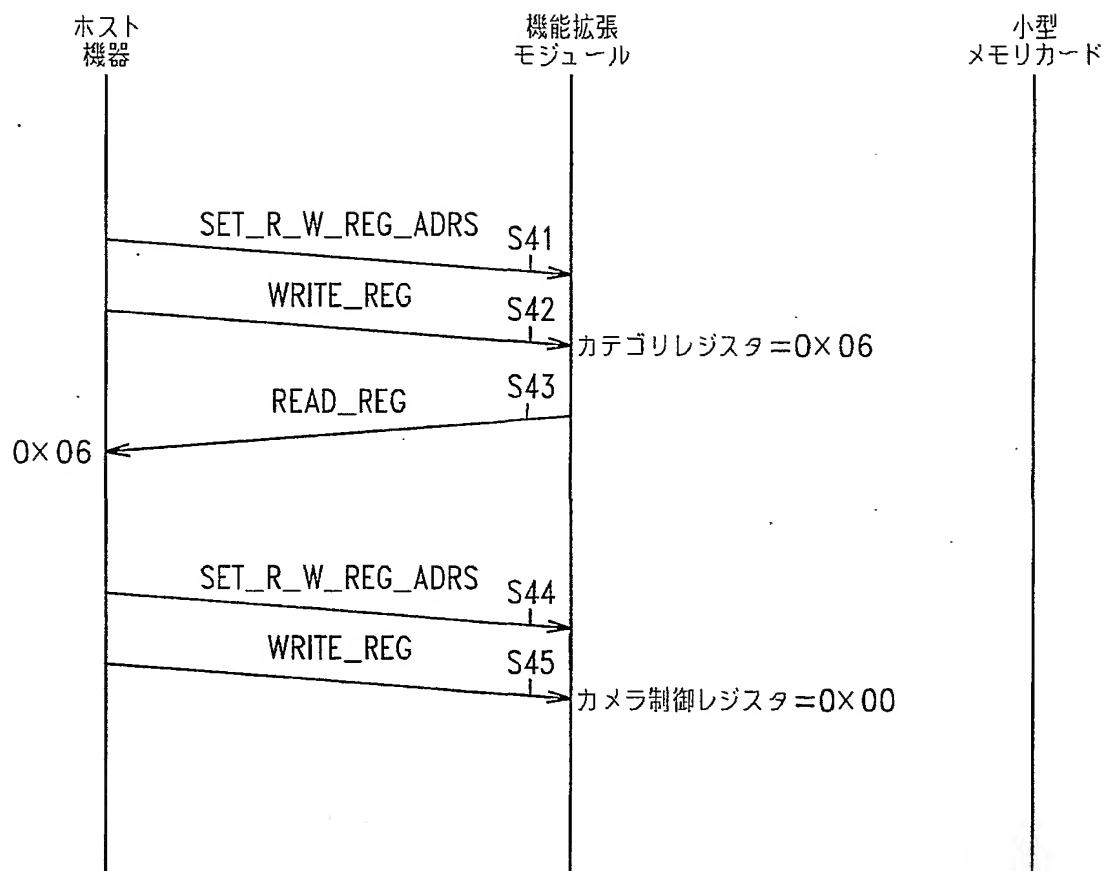 ホスト
機器
機能拡張
モジュール
小型
メモリカード
SET_R_W_REG_ADRS
S41
WRITE_REG
S42
カテゴリレジスタ=0×06
READ_REG
S43
0×06
SET_R_W_REG_ADRS
S44
WRITE_REG
S45
カメラ制御レジスタ=0×00